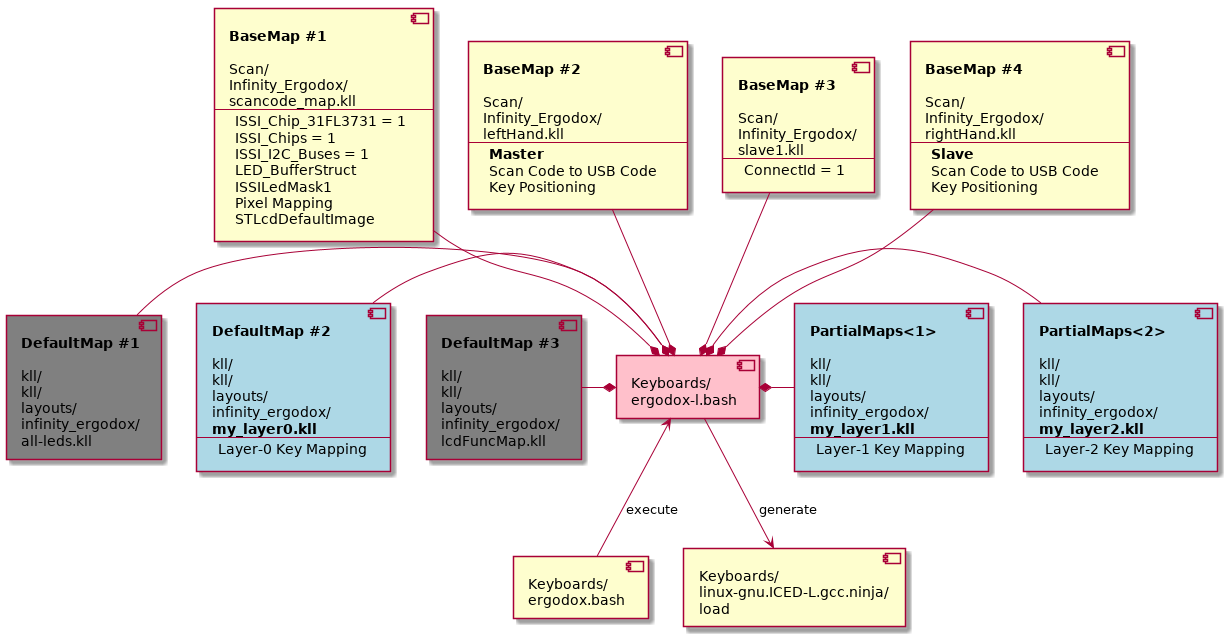 BaseMap #1
Scan/
Infinity_Ergodox/
scancode_map.kll
ISSI_Chip_31FL3731 = 1
ISSI_Chips = 1
ISSI_I2C_Buses = 1
LED_BufferStruct
ISSILedMask1
Pixel Mapping
STLcdDefaultImage
BaseMap #2
Scan/
Infinity_Ergodox/
leftHand.kll
Master
Scan Code to USB Code
Key Positioning
BaseMap #3
Scan/
Infinity_Ergodox/
slave1.kll
ConnectId = 1
BaseMap #4
Scan/
Infinity_Ergodox/
rightHand.kll
Slave
Scan Code to USB Code
Key Positioning
DefaultMap #1
kll/
kll/
layouts/
infinity_ergodox/
all-leds.kll
DefaultMap #2
kll/
kll/
layouts/
infinity_ergodox/
my_layer0.kll
Layer-0 Key Mapping
DefaultMap #3
kll/
kll/
layouts/
infinity_ergodox/
lcdFuncMap.kll
Keyboards/
ergodox-l.bash
PartialMaps<1>
kll/
kll/
layouts/
infinity_ergodox/
my_layer1.kll
Layer-1 Key Mapping
PartialMaps<2>
kll/
kll/
layouts/
infinity_ergodox/
my_layer2.kll
Layer-2 Key Mapping
execute
generate
Keyboards/
ergodox.bash
Keyboards/
linux-gnu.ICED-L.gcc.ninja/
load